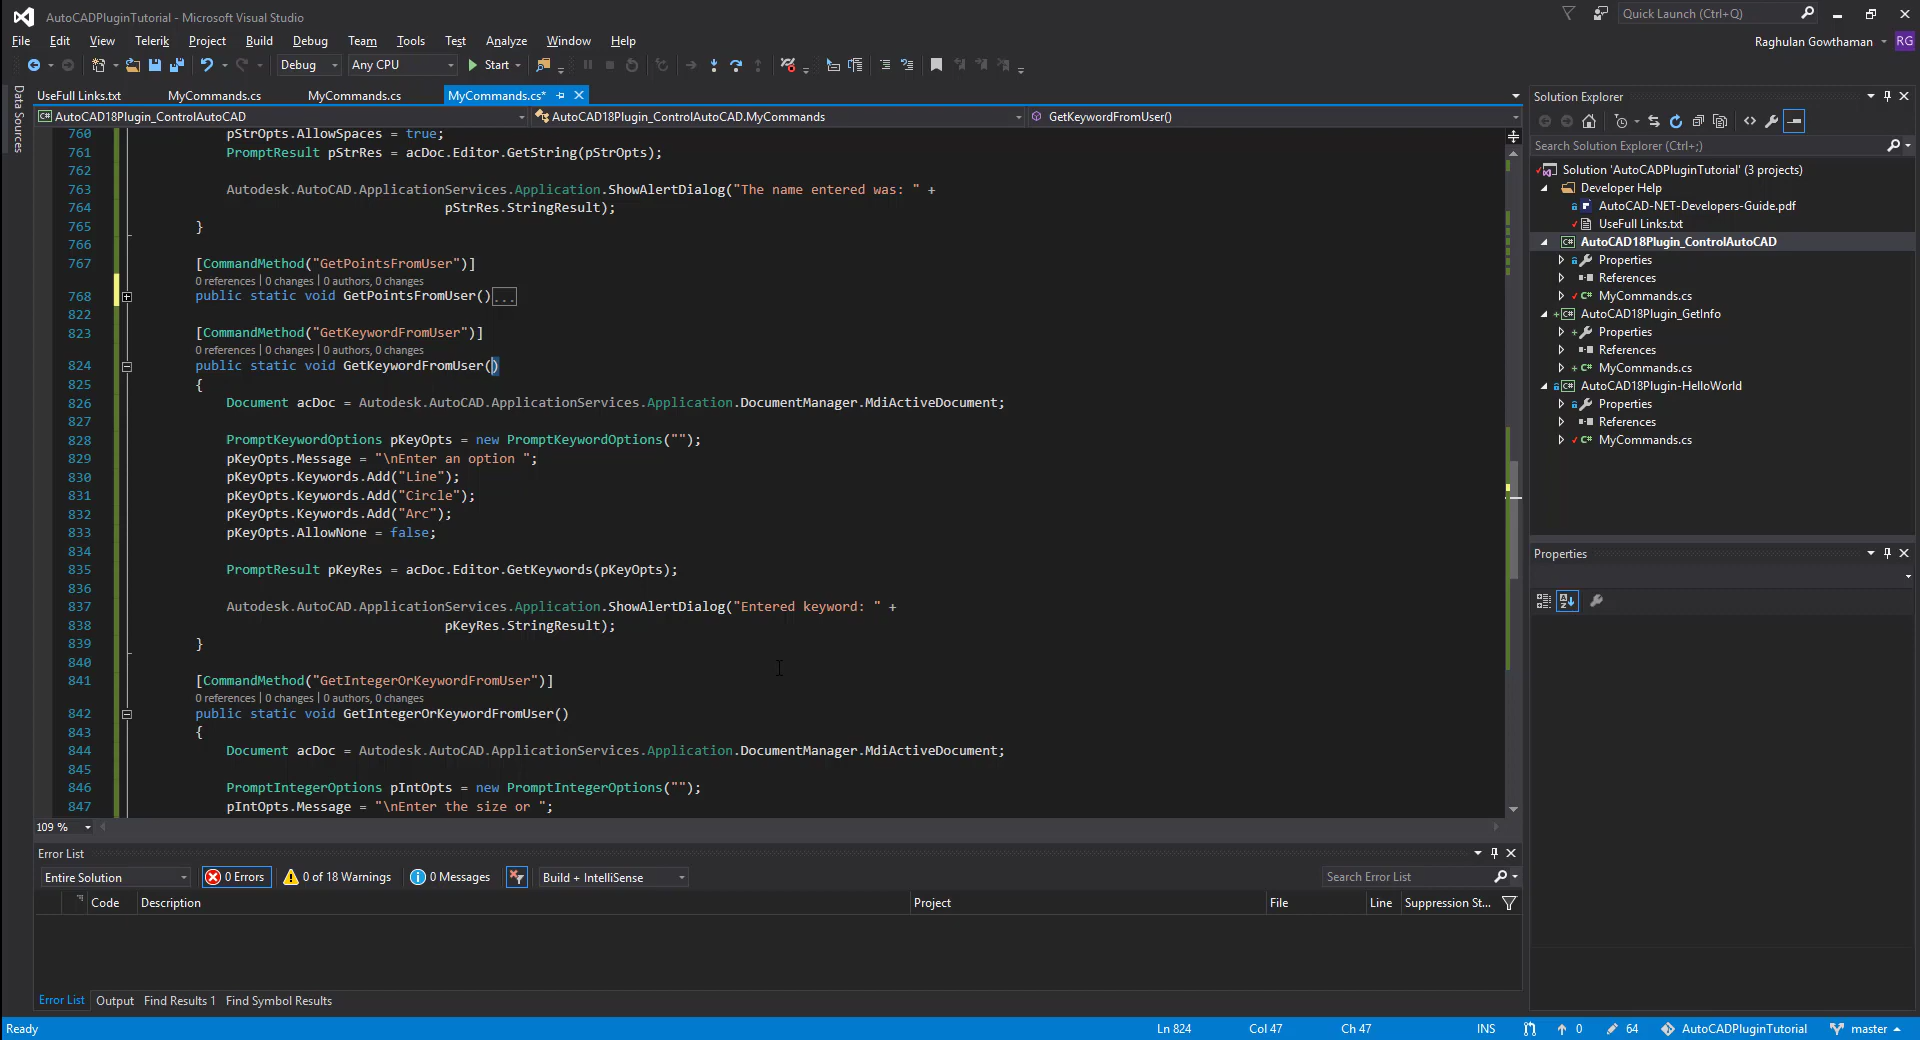 AutoCADPluginTutorial - Microsoft Visual Studio
Quick Launch (Ctrl+Q)
File Edit View Telerik Project Build Debug Team Tools Test Analyze Window Help
Raghulan Gowthaman RG
Debug Any CPU Start
Data Sources
UseFull Links.txt MyCommands.cs MyCommands.cs MyCommands.cs*
AutoCAD18Plugin_ControlAutoCAD AutoCAD18Plugin_ControlAutoCAD.MyCommands GetKeywordFromUser()
760 pStrOpts.AllowSpaces = true;
761 PromptResult pStrRes = acDoc.Editor.GetString(pStrOpts);
762
763 Autodesk.AutoCAD.ApplicationServices.Application.ShowAlertDialog("The name entered was: " +
764 pStrRes.StringResult);
765 }
766
767 [CommandMethod("GetPointsFromUser")]
0 references | 0 changes | 0 authors, 0 changes
768 public static void GetPointsFromUser()...
822
823 [CommandMethod("GetKeywordFromUser")]
0 references | 0 changes | 0 authors, 0 changes
824 public static void GetKeywordFromUser()
825 {
826 Document acDoc = Autodesk.AutoCAD.ApplicationServices.Application.DocumentManager.MdiActiveDocument;
827
828 PromptKeywordOptions pKeyOpts = new PromptKeywordOptions("");
829 pKeyOpts.Message = "\nEnter an option ";
830 pKeyOpts.Keywords.Add("Line");
831 pKeyOpts.Keywords.Add("Circle");
832 pKeyOpts.Keywords.Add("Arc");
833 pKeyOpts.AllowNone = false;
834
835 PromptResult pKeyRes = acDoc.Editor.GetKeywords(pKeyOpts);
836
837 Autodesk.AutoCAD.ApplicationServices.Application.ShowAlertDialog("Entered keyword: " +
838 pKeyRes.StringResult);
839 }
840
841 [CommandMethod("GetIntegerOrKeywordFromUser")]
0 references | 0 changes | 0 authors, 0 changes
842 public static void GetIntegerOrKeywordFromUser()
843 {
844 Document acDoc = Autodesk.AutoCAD.ApplicationServices.Application.DocumentManager.MdiActiveDocument;
845
846 PromptIntegerOptions pIntOpts = new PromptIntegerOptions("");
847 pIntOpts.Message = "\nEnter the size or ";
109 %
Error List
Entire Solution 0 Errors 0 of 18 Warnings 0 Messages Build + IntelliSense Search Error List
Code Description Project File Line Suppression St...
Error List Output Find Results 1 Find Symbol Results
Solution Explorer
Search Solution Explorer (Ctrl+;)
Solution 'AutoCADPluginTutorial' (3 projects)
Developer Help
AutoCAD-NET-Developers-Guide.pdf
UseFull Links.txt
AutoCAD18Plugin_ControlAutoCAD
Properties
References
MyCommands.cs
AutoCAD18Plugin_GetInfo
Properties
References
MyCommands.cs
AutoCAD18Plugin-HelloWorld
Properties
References
MyCommands.cs
Properties
Ready Ln 824 Col 47 Ch 47 INS 0 64 AutoCADPluginTutorial master